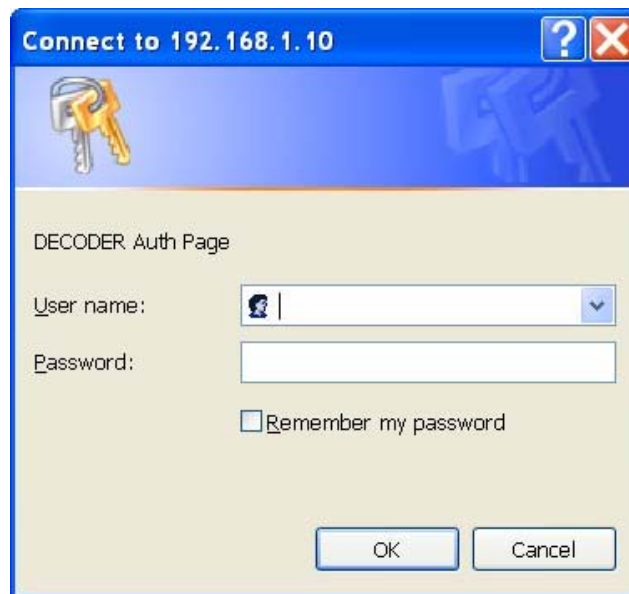 Connect to 192.168.1.10
DECODER Auth Page
User name:
Password:
Remember my password
OK
Cancel